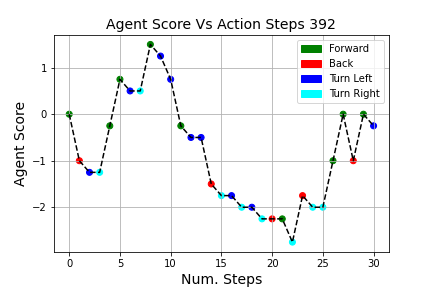 Agent Score Vs Action Steps 392
Forward
Back
Turn Left
Turn Right
Agent Score
1
0
−1
−2
0 5 10 15 20 25 30
Num. Steps